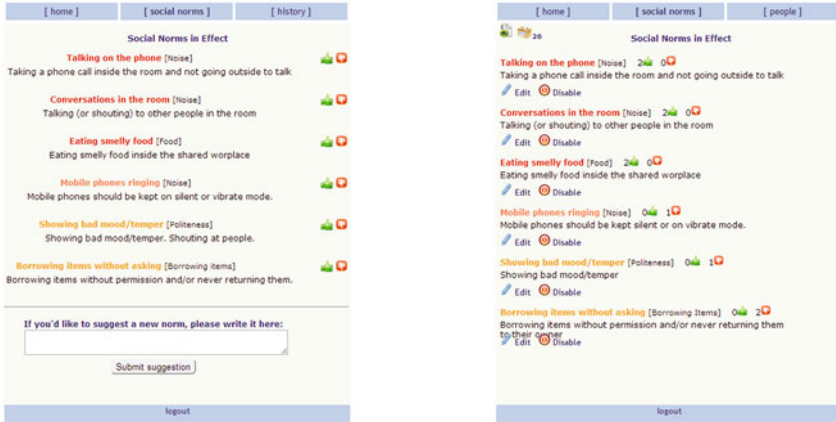 [ home ] [ social norms ] [ history ]
Social Norms in Effect
Talking on the phone [Noise]
Taking a phone call inside the room and not going outside to talk
Conversations in the room [Noise]
Talking (or shouting) to other people in the room
Eating smelly food [Food]
Eating smelly food inside the shared worplace
Mobile phones ringing [Noise]
Mobile phones should be kept on silent or vibrate mode.
Showing bad mood/temper [Politeness]
Showing bad mood/temper. Shouting at people.
Borrowing items without asking [Borrowing items]
Borrowing items without permission and/or never returning them.
If you'd like to suggest a new norm, please write it here:
Submit suggestion
logout
[ home ] [ social norms ] [ people ]
26
Social Norms in Effect
Talking on the phone [Noise] 2 0
Taking a phone call inside the room and not going outside to talk
Edit Disable
Conversations in the room [Noise] 2 0
Talking (or shouting) to other people in the room
Edit Disable
Eating smelly food [Food] 2 0
Eating smelly food inside the shared worplace
Edit Disable
Mobile phones ringing [Noise] 0 1
Mobile phones should be kept silent or on vibrate mode.
Edit Disable
Showing bad mood/temper [Politeness] 0 1
Showing bad mood/temper
Edit Disable
Borrowing items without asking [Borrowing Items] 0 2
Borrowing items without permission and/or never returning them
to their owner
Edit Disable
logout